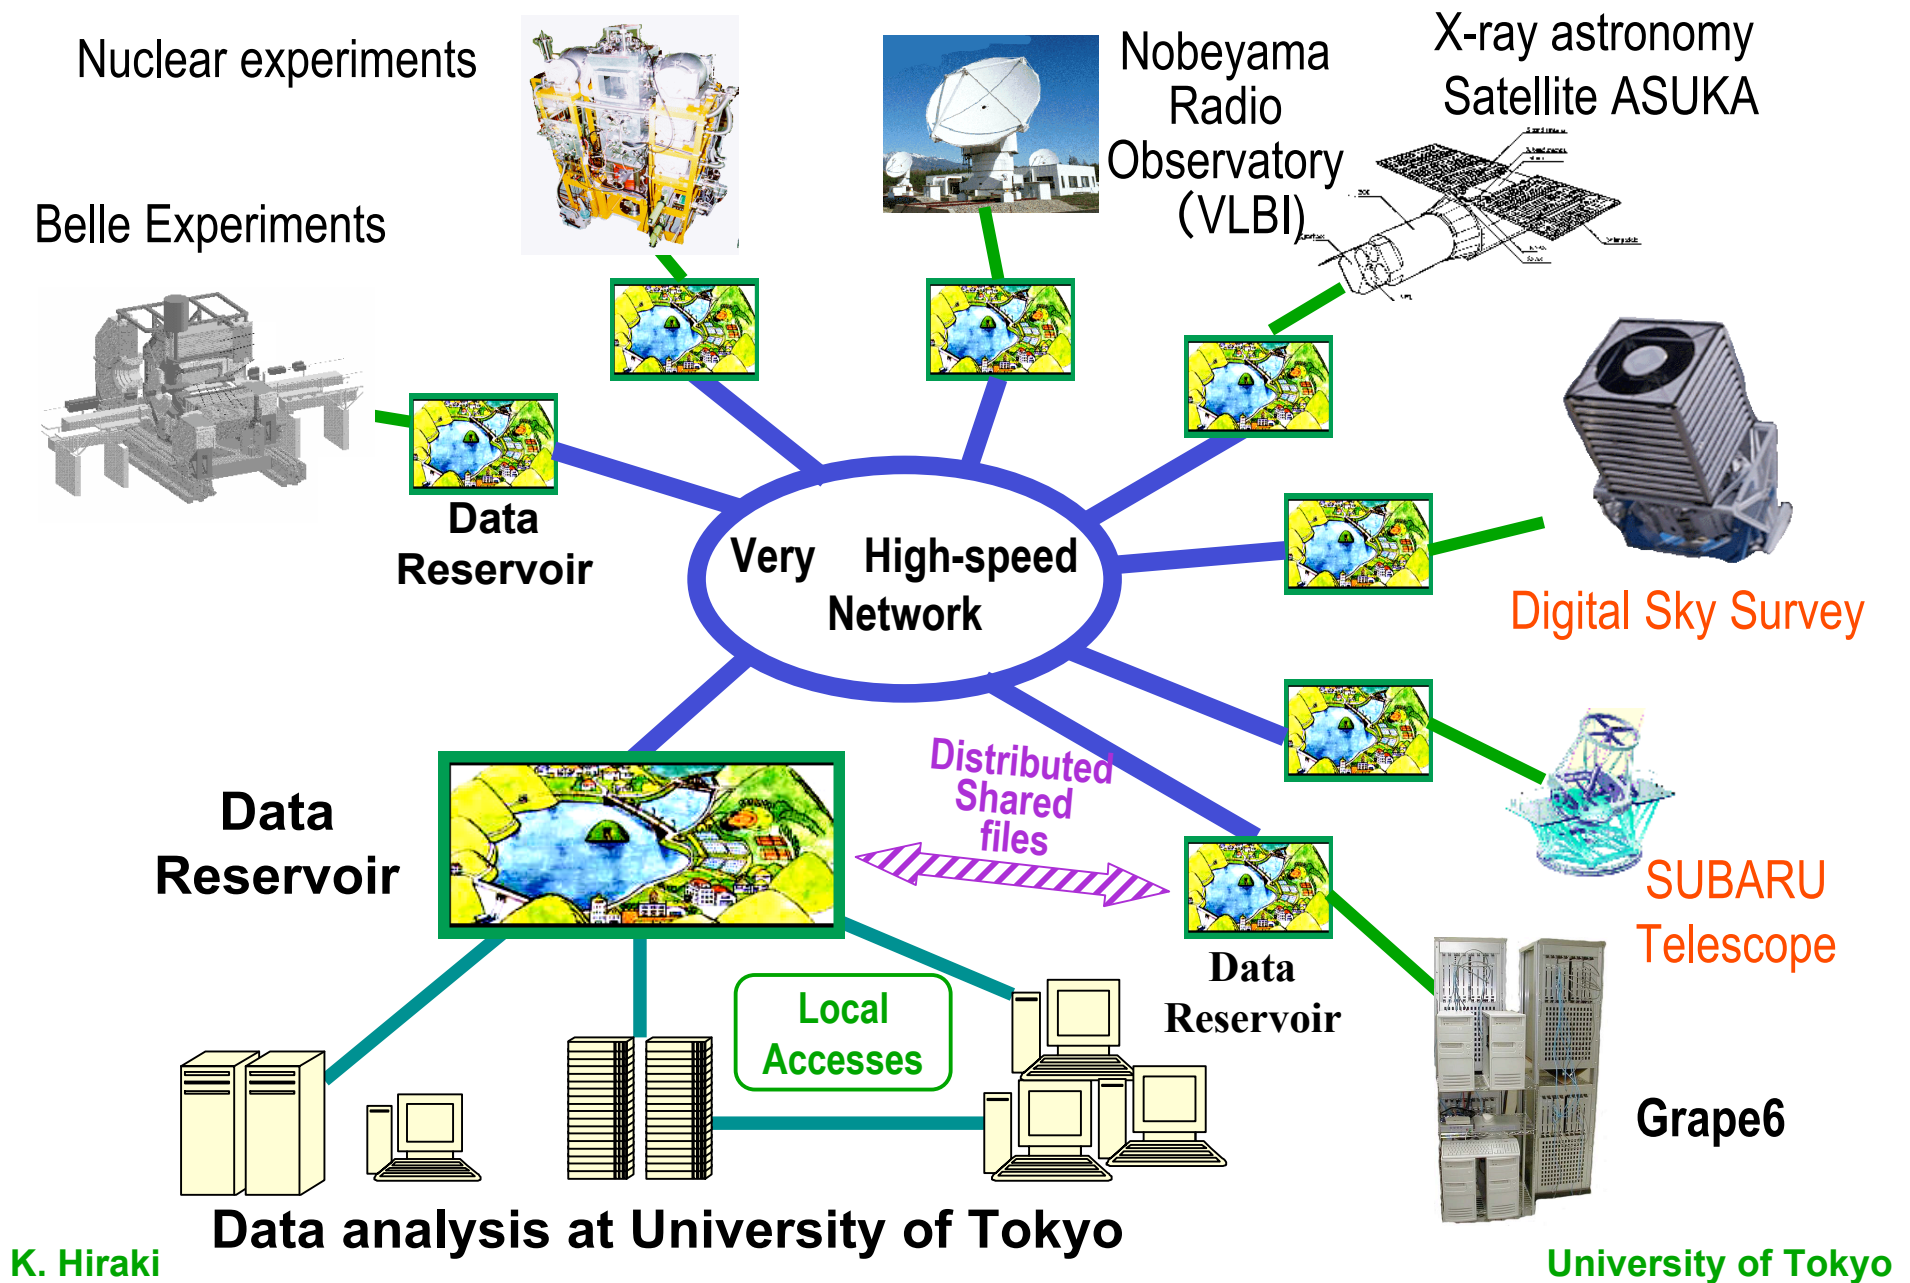 Nuclear experiments
Nobeyama
Radio
Observatory
(VLBI)
X-ray astronomy
Satellite ASUKA
Belle Experiments
Data
Reservoir
Very High-speed
Network
Digital Sky Survey
Distributed
Shared
files
Data
Reservoir
SUBARU
Telescope
Data
Reservoir
Local
Accesses
Grape6
Data analysis at University of Tokyo
K. Hiraki
University of Tokyo